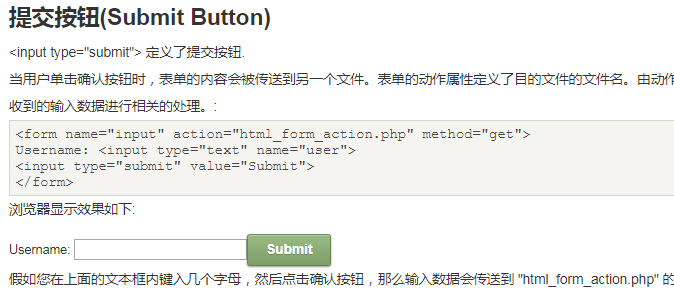 提交按钮(Submit Button)
<input type="submit"> 定义了提交按钮.
当用户单击确认按钮时，表单的内容会被传送到另一个文件。表单的动作属性定义了目的文件的文件名。由动作
收到的输入数据进行相关的处理。:
<form name="input" action="html_form_action.php" method="get">
Username: <input type="text" name="user">
<input type="submit" value="Submit">
</form>
浏览器显示效果如下:
Username: Submit
假如您在上面的文本框内键入几个字母，然后点击确认按钮，那么输入数据会传送到 "html_form_action.php" 的